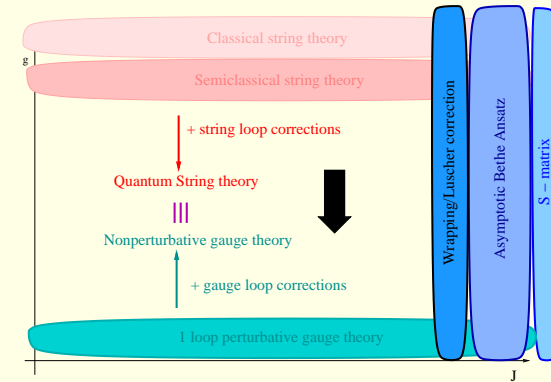 Classical string theory
g
Semiclassical string theory
+ string loop corrections
Quantum String theory
Nonperturbative gauge theory
+ gauge loop corrections
1 loop perturbative gauge theory
Wrapping/Luscher correction
Asymptotic Bethe Ansatz
S − matrix
J